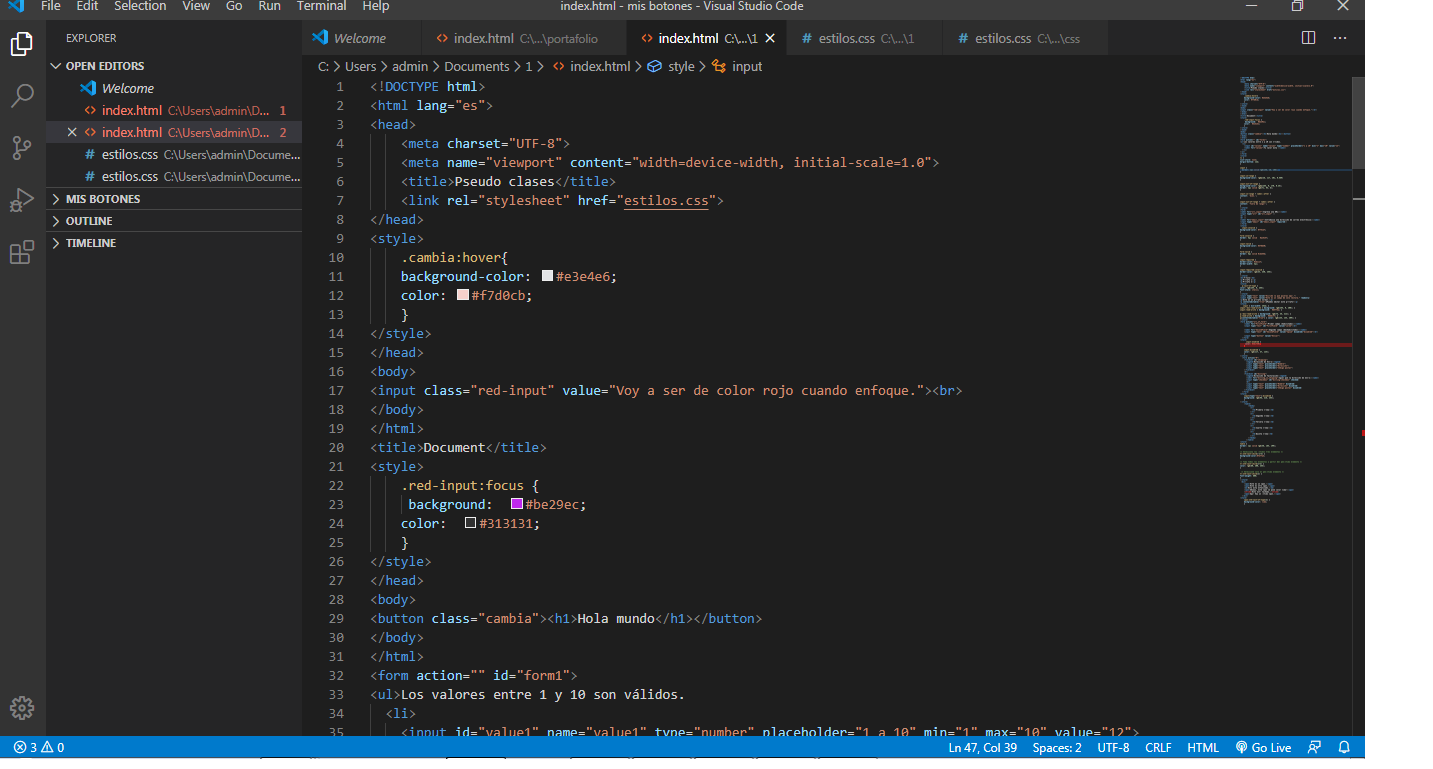 File Edit Selection View Go Run Terminal Help index.html - mis botones - Visual Studio Code
EXPLORER
OPEN EDITORS
Welcome
index.html C:\Users\admin\D... 1
index.html C:\Users\admin\D... 2
estilos.css C:\Users\admin\Docume...
estilos.css C:\Users\admin\Docume...
MIS BOTONES
OUTLINE
TIMELINE
Welcome index.html C:\...\portafolio index.html C:\...\1 estilos.css C:\...\1 estilos.css C:\...\css
C: > Users > admin > Documents > 1 > index.html > style > input
1 <!DOCTYPE html>
2 <html lang="es">
3 <head>
4 <meta charset="UTF-8">
5 <meta name="viewport" content="width=device-width, initial-scale=1.0">
6 <title>Pseudo clases</title>
7 <link rel="stylesheet" href="estilos.css">
8 </head>
9 <style>
10 .cambia:hover{
11 background-color: #e3e4e6;
12 color: #f7d0cb;
13 }
14 </style>
15 </head>
16 <body>
17 <input class="red-input" value="Voy a ser de color rojo cuando enfoque."><br>
18 </body>
19 </html>
20 <title>Document</title>
21 <style>
22 .red-input:focus {
23 background: #be29ec;
24 color: #313131;
25 }
26 </style>
27 </head>
28 <body>
29 <button class="cambia"><h1>Hola mundo</h1></button>
30 </body>
31 </html>
32 <form action="" id="form1">
33 <ul>Los valores entre 1 y 10 son válidos.
34 <li>
35 <input id="value1" name="value1" type="number" placeholder="1 a 10" min="1" max="10" value="12">
3 0 Ln 47, Col 39 Spaces: 2 UTF-8 CRLF HTML Go Live